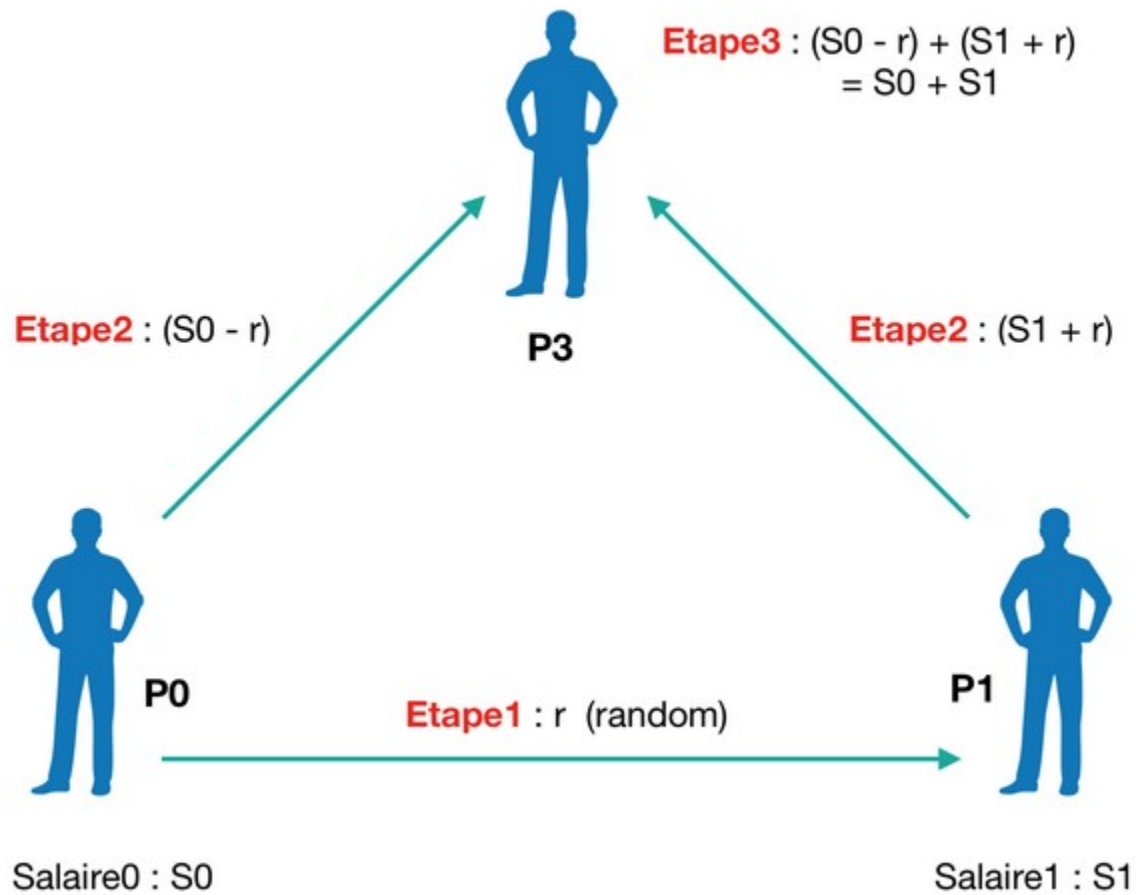 Etape3 : (S0 - r) + (S1 + r)
= S0 + S1
Etape2 : (S0 - r)
Etape2 : (S1 + r)
P3
P0
P1
Etape1 : r (random)
Salaire0 : S0
Salaire1 : S1